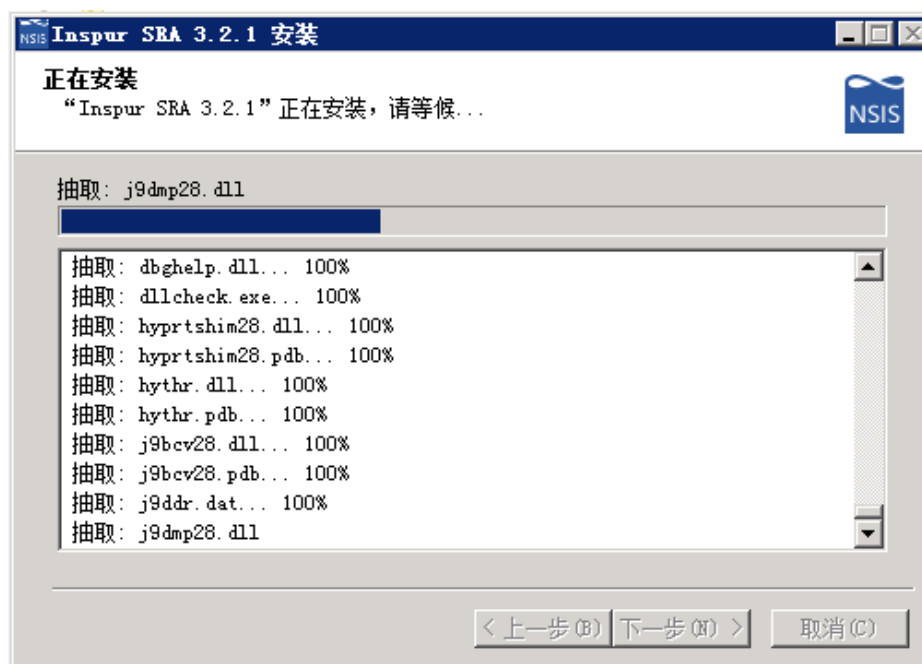 NSIS Inspur SRA 3.2.1 安装
正在安装
“Inspur SRA 3.2.1”正在安装，请等候...
NSIS
抽取: j9dmp28.dll
抽取: dbghelp.dll... 100%
抽取: dllcheck.exe... 100%
抽取: hyprtshim28.dll... 100%
抽取: hyprtshim28.pdb... 100%
抽取: hythr.dll... 100%
抽取: hythr.pdb... 100%
抽取: j9bcv28.dll... 100%
抽取: j9bcv28.pdb... 100%
抽取: j9ddr.dat... 100%
抽取: j9dmp28.dll
< 上一步(B) 下一步(N) > 取消(C)